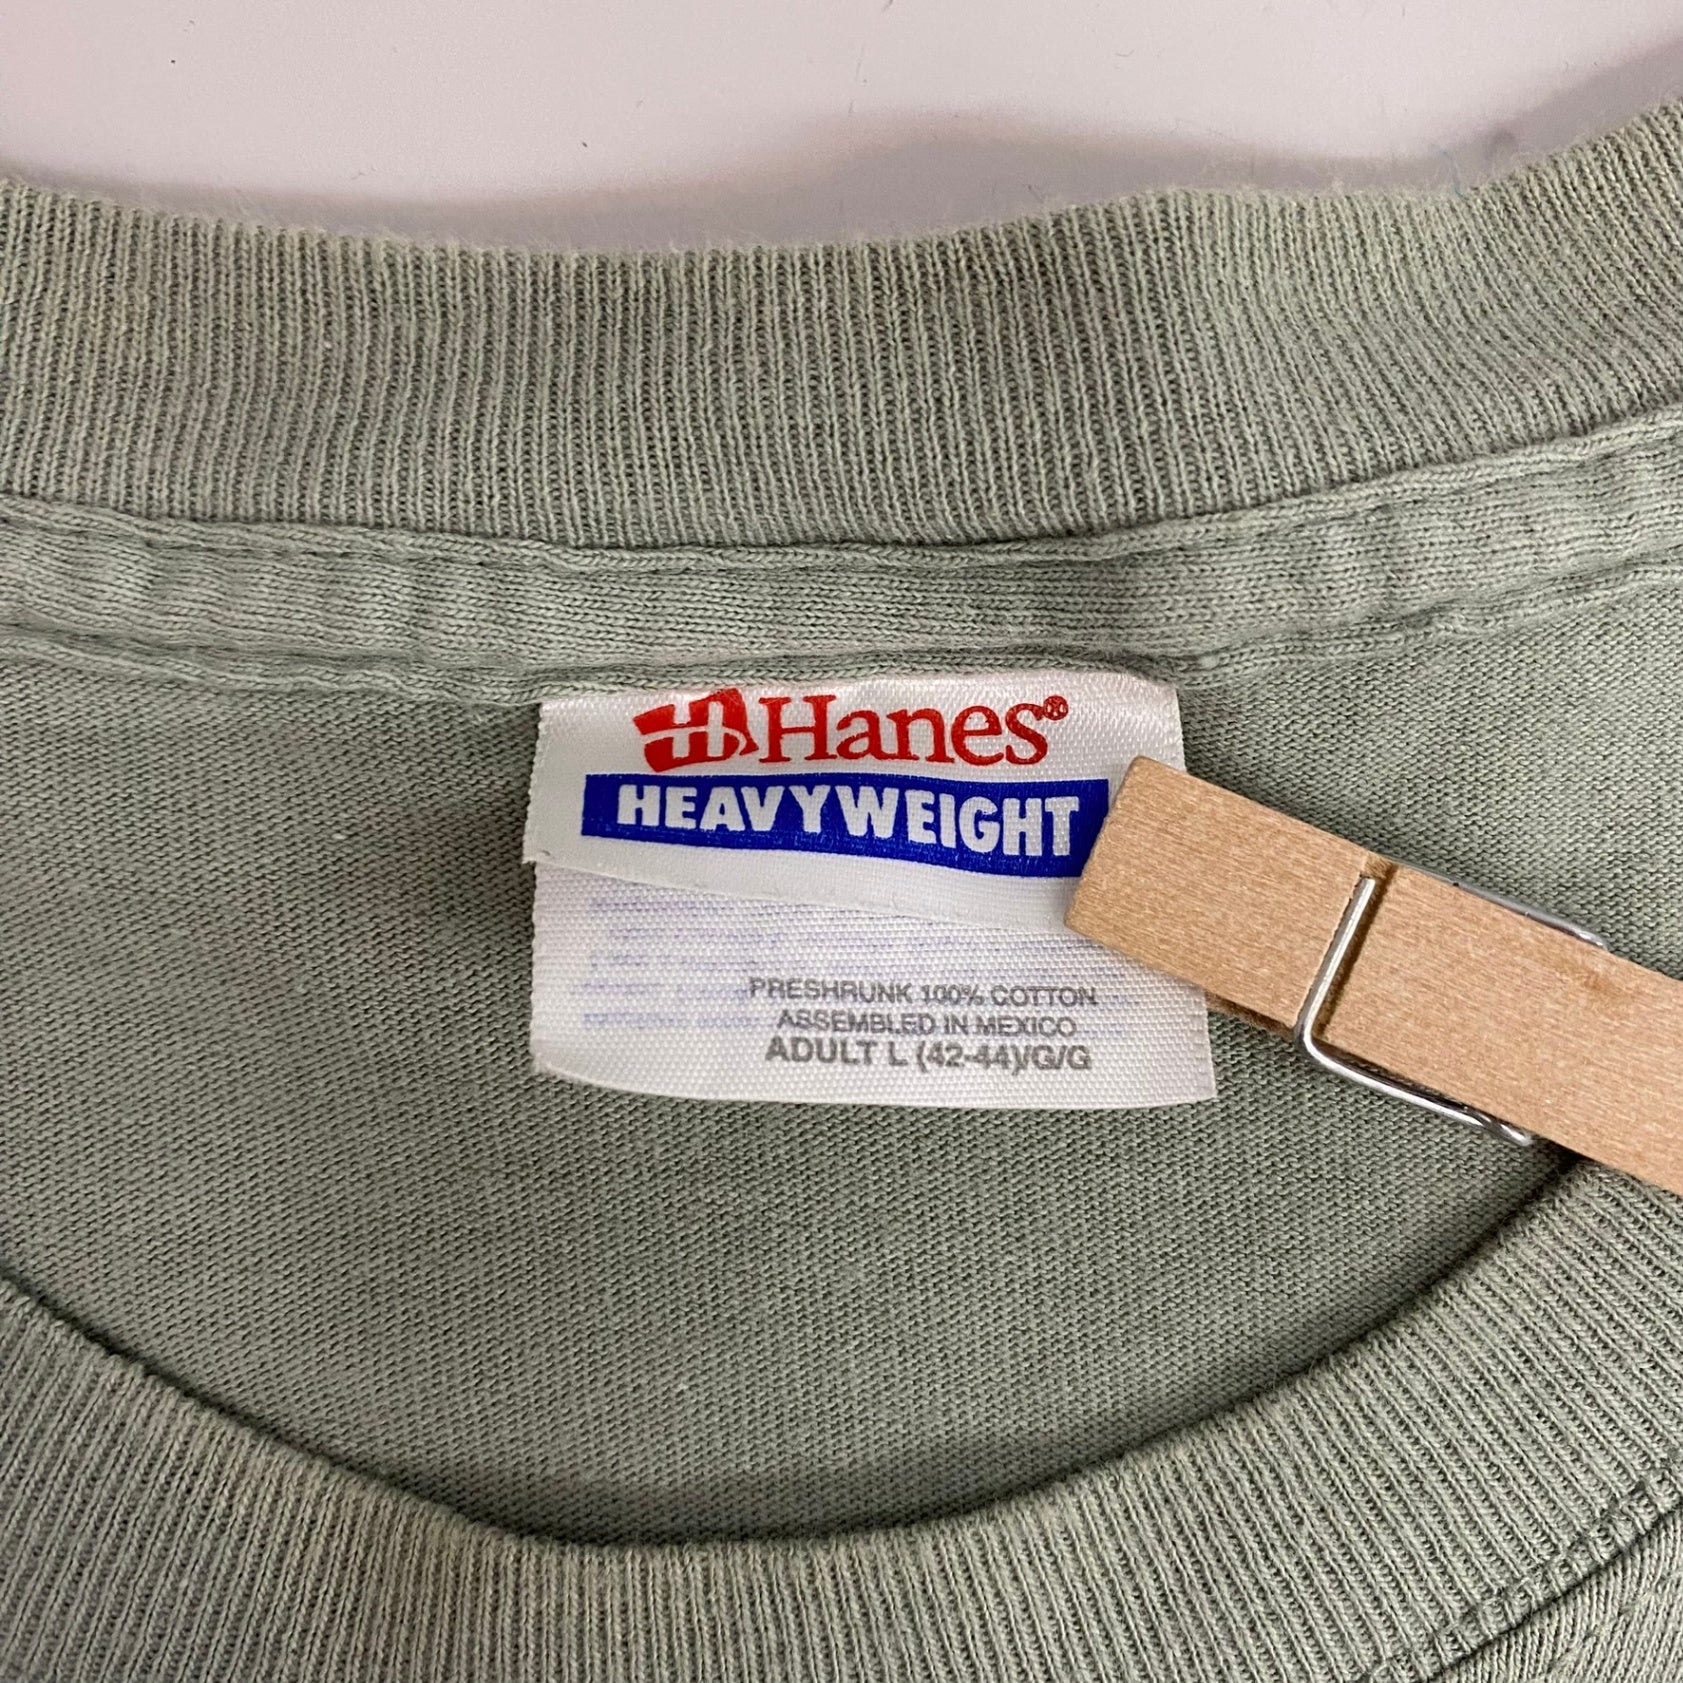 Hanes®
HEAVYWEIGHT
PRESHRUNK 100% COTTON
ASSEMBLED IN MEXICO
ADULT L (42-44)/G/G